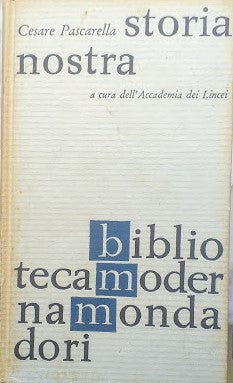 Cesare Pascarella storia
nostra
a cura dell'Accademia dei Lincei
biblio
tecamoder
namonda
dori